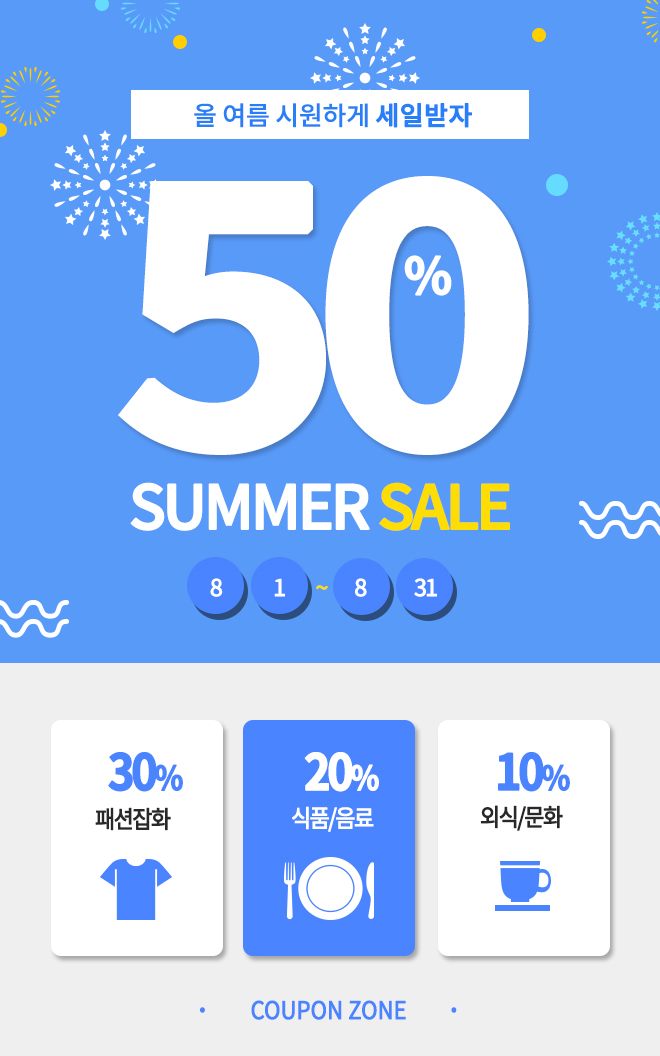 올 여름 시원하게 세일받자
50%
SUMMER SALE
8 1 ~ 8 31
30% 20% 10%
패션잡화 식품/음료 외식/문화
• COUPON ZONE •